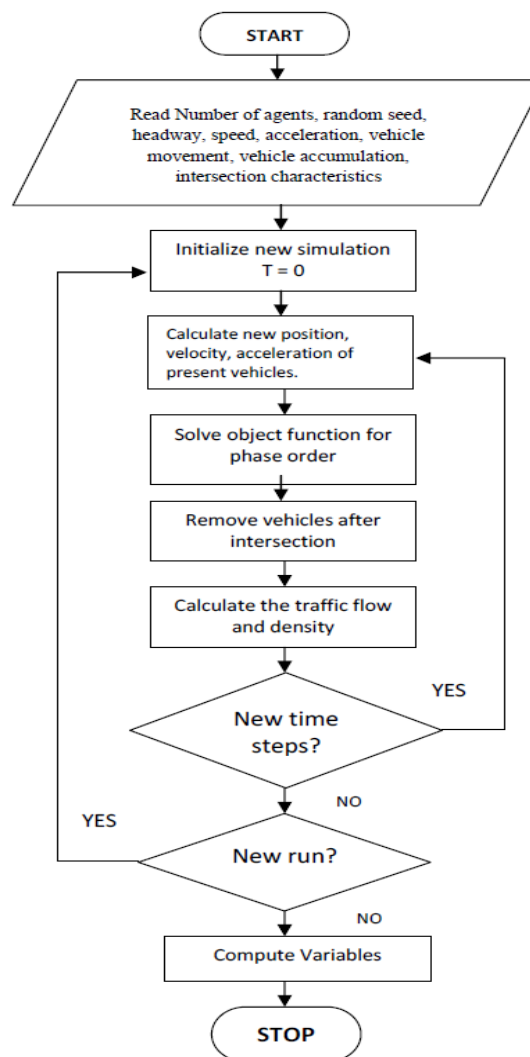 START
Read Number of agents, random seed,
headway, speed, acceleration, vehicle
movement, vehicle accumulation,
intersection characteristics
Initialize new simulation
T = 0
Calculate new position,
velocity, acceleration of
present vehicles.
Solve object function for
phase order
Remove vehicles after
intersection
Calculate the traffic flow
and density
YES
New time
steps?
NO
YES
New run?
NO
Compute Variables
STOP